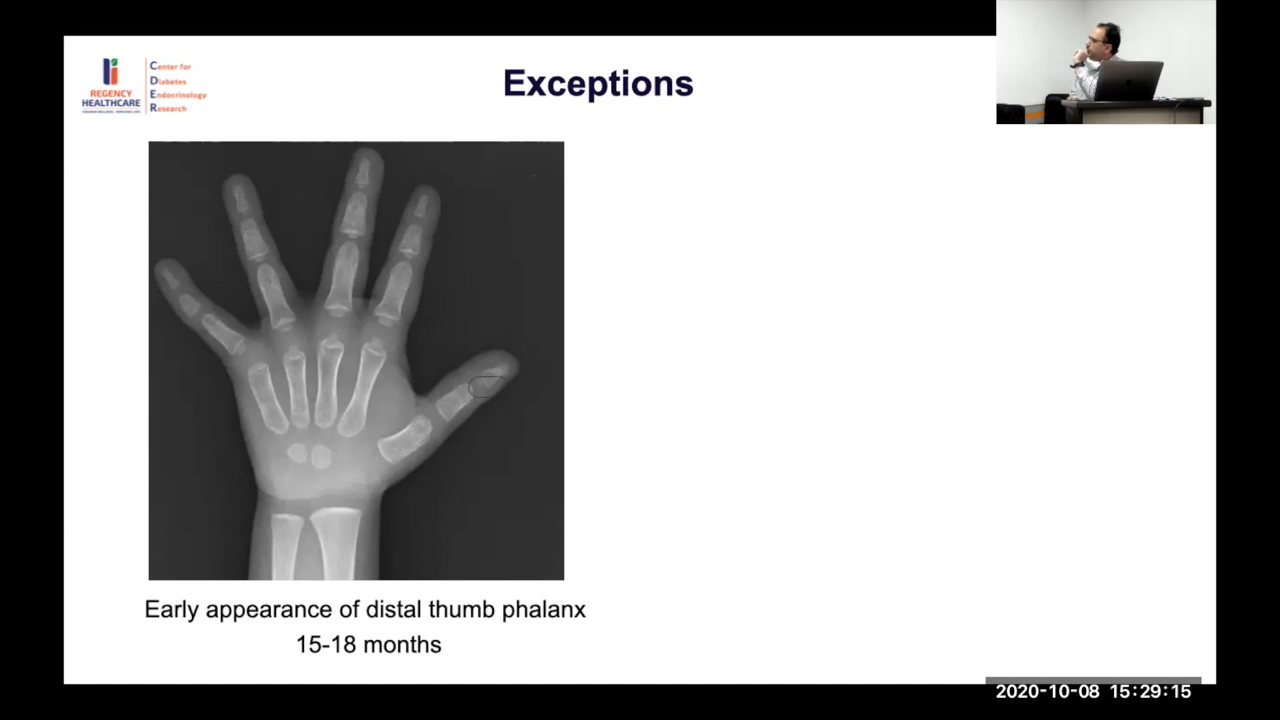 Exceptions
REGENCY
HEALTHCARE
Center for
Diabetes
Endocrinology
Research
Early appearance of distal thumb phalanx
15-18 months
2020-10-08 15:29:15